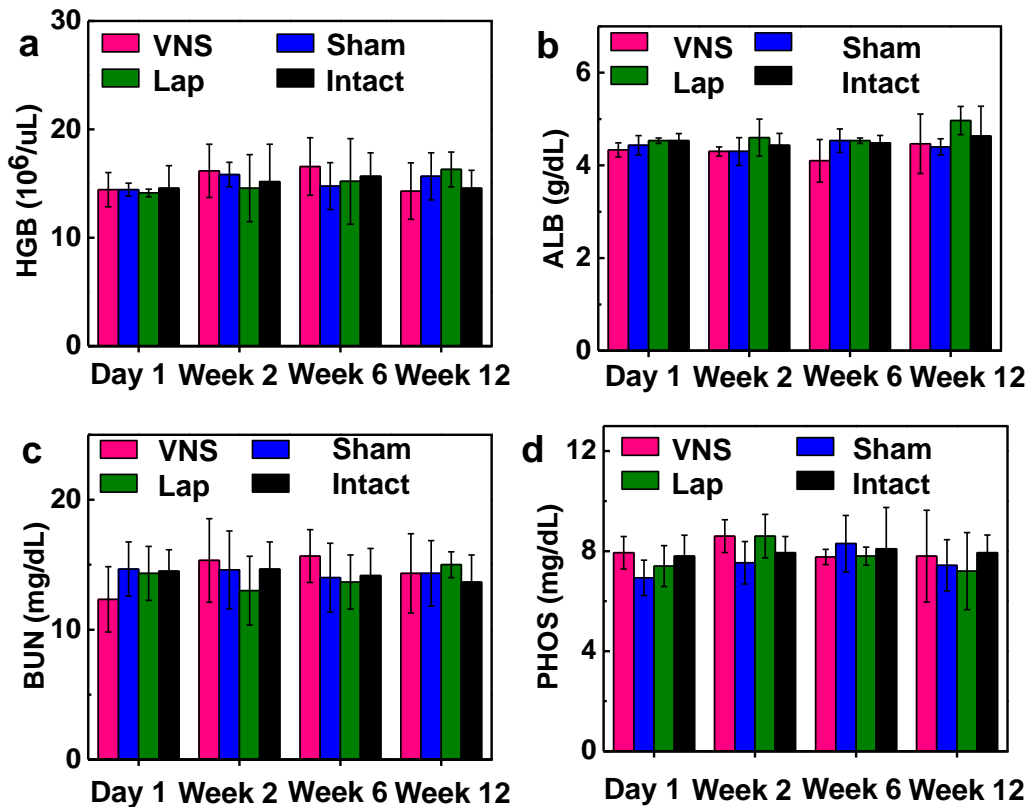 a
VNS Sham
Lap Intact
HGB (10⁶/uL)
30
20
10
0
Day 1 Week 2 Week 6 Week 12
b
VNS Sham
Lap Intact
ALB (g/dL)
6
4
2
0
Day 1 Week 2 Week 6 Week 12
c
VNS Sham
Lap Intact
BUN (mg/dL)
20
10
0
Day 1 Week 2 Week 6 Week 12
d
VNS Sham
Lap Intact
PHOS (mg/dL)
12
8
4
0
Day 1 Week 2 Week 6 Week 12